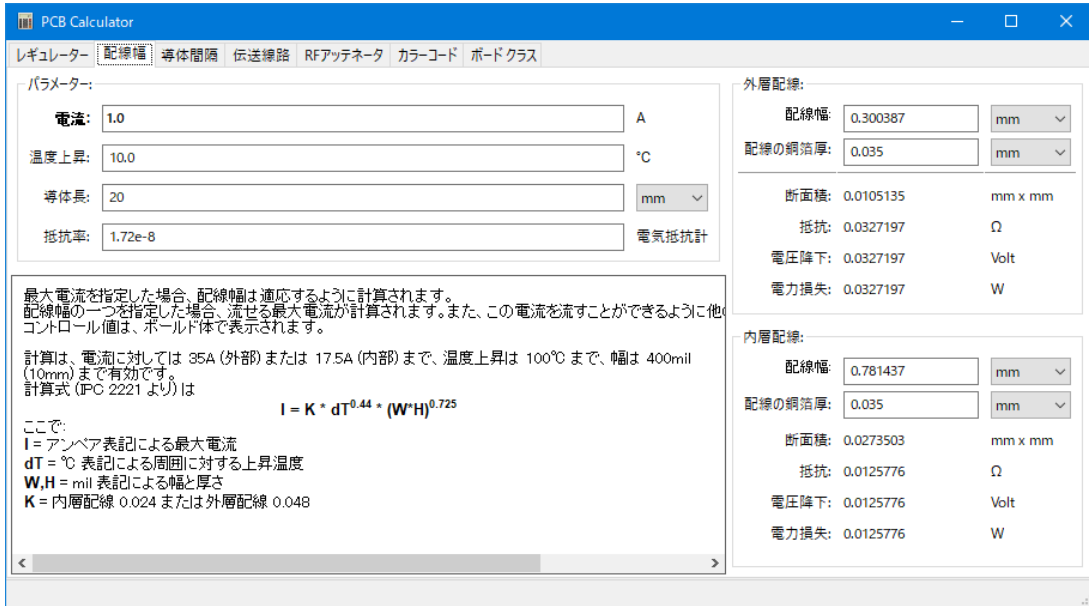 PCB Calculator
レギュレーター 配線幅 導体間隔 伝送線路 RFアッテネータ カラーコード ボードクラス
パラメーター:
電流: 1.0 A
温度上昇: 10.0 °C
導体長: 20 mm
抵抗率: 1.72e-8 電気抵抗計
最大電流を指定した場合、配線幅は適応するように計算されます。
配線幅の一つを指定した場合、流せる最大電流が計算されます。また、この電流を流すことができるように他の
コントロール値は、ボールド体で表示されます。
計算は、電流に対しては 35A (外部) または 17.5A (内部) まで、温度上昇は 100℃ まで、幅は 400mil
(10mm) まで有効です。
計算式 (IPC 2221 より) は
I = K * dT0.44 * (W*H)0.725
ここで:
I = アンペア表記による最大電流
dT = ℃ 表記による周囲に対する上昇温度
W,H = mil 表記による幅と厚さ
K = 内層配線 0.024 または外層配線 0.048
外層配線:
配線幅: 0.300387 mm
配線の銅箔厚: 0.035 mm
断面積: 0.0105135 mm x mm
抵抗: 0.0327197 Ω
電圧降下: 0.0327197 Volt
電力損失: 0.0327197 W
内層配線:
配線幅: 0.781437 mm
配線の銅箔厚: 0.035 mm
断面積: 0.0273503 mm x mm
抵抗: 0.0125776 Ω
電圧降下: 0.0125776 Volt
電力損失: 0.0125776 W